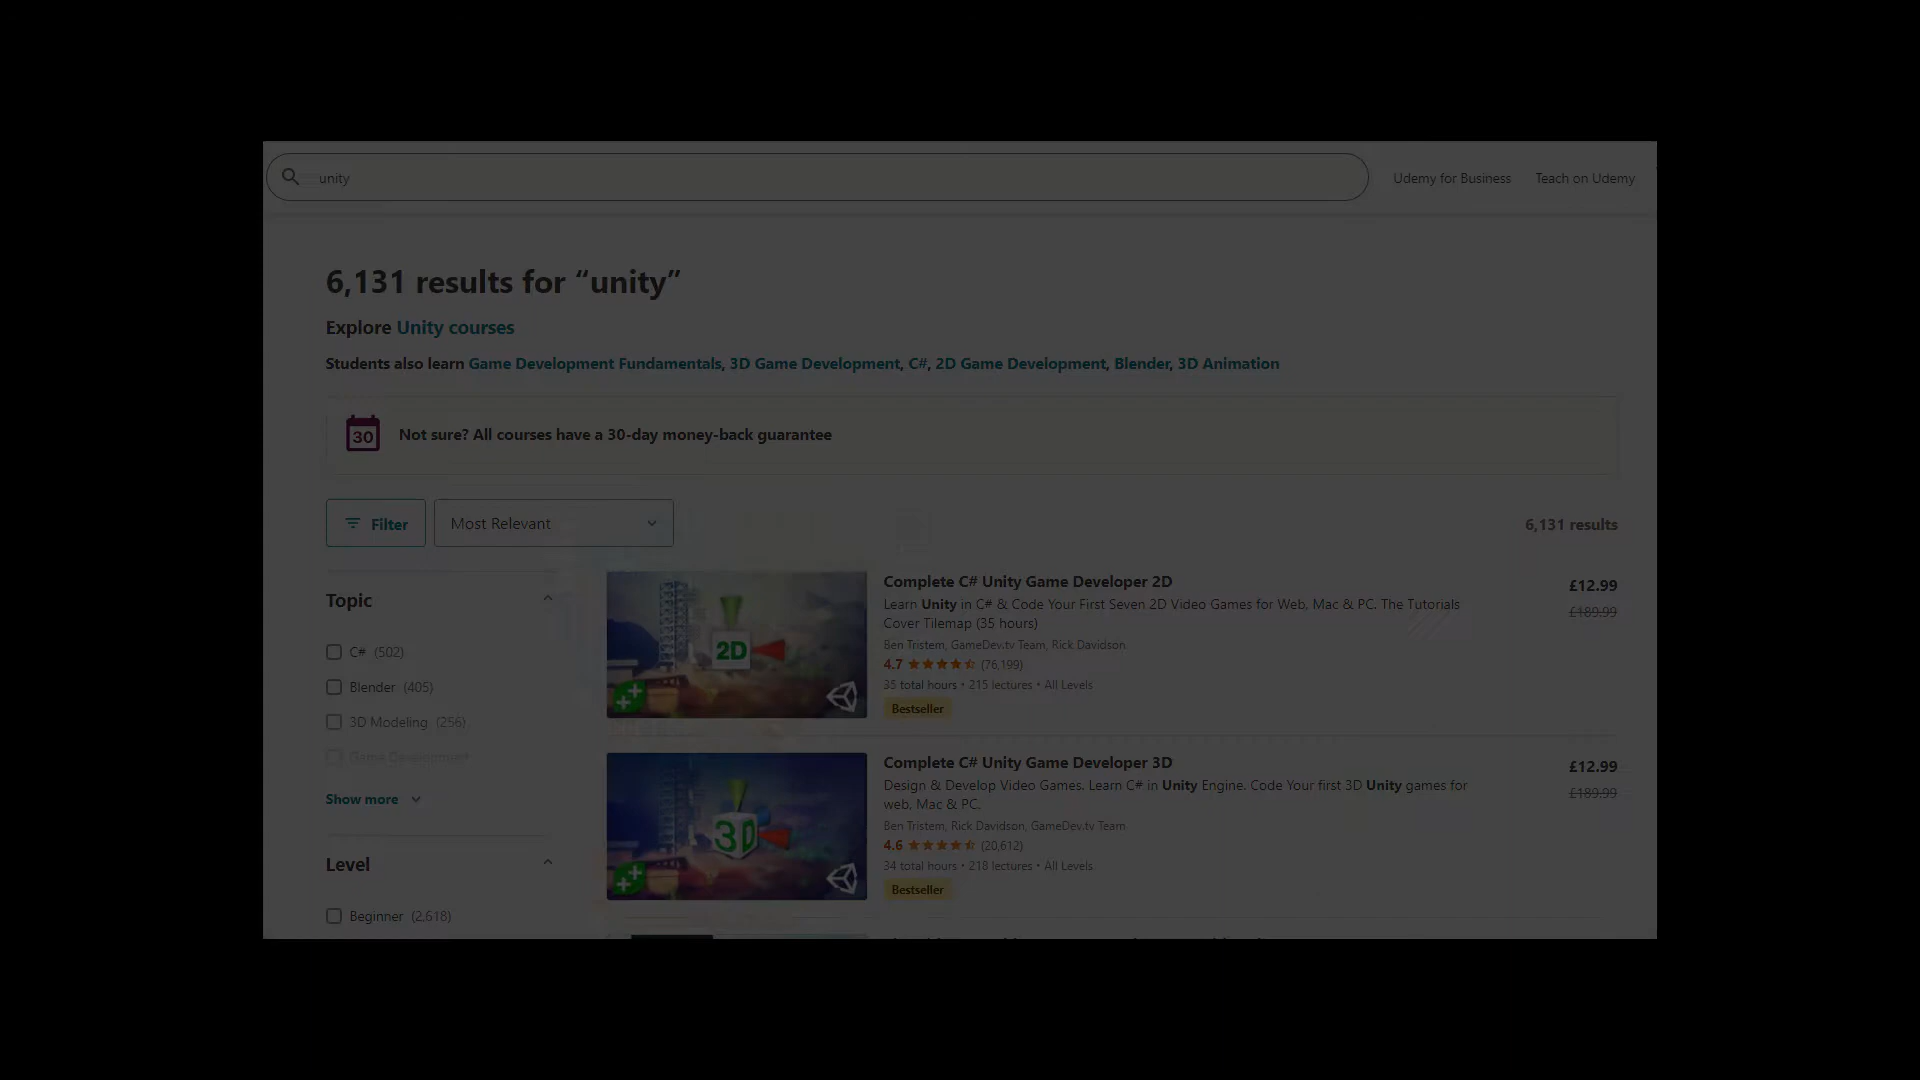 unity
Udemy for Business
Teach on Udemy
6,131 results for “unity”
Explore Unity courses
Students also learn Game Development Fundamentals, 3D Game Development, C#, 2D Game Development, Blender, 3D Animation
30
Not sure? All courses have a 30-day money-back guarantee
Filter
Most Relevant
6,131 results
Topic
C# (502)
Blender (405)
3D Modeling (256)
Game Development
Show more
Level
Beginner (2,618)
2D
Complete C# Unity Game Developer 2D
£12.99
Learn Unity in C# & Code Your First Seven 2D Video Games for Web, Mac & PC. The Tutorials
£189.99
Cover Tilemap (35 hours)
Ben Tristem, GameDev.tv Team, Rick Davidson
4.7 (76,199)
35 total hours • 215 lectures • All Levels
Bestseller
3D
Complete C# Unity Game Developer 3D
£12.99
Design & Develop Video Games. Learn C# in Unity Engine. Code Your first 3D Unity games for
£189.99
web, Mac & PC.
Ben Tristem, Rick Davidson, GameDev.tv Team
4.6 (20,612)
34 total hours • 218 lectures • All Levels
Bestseller